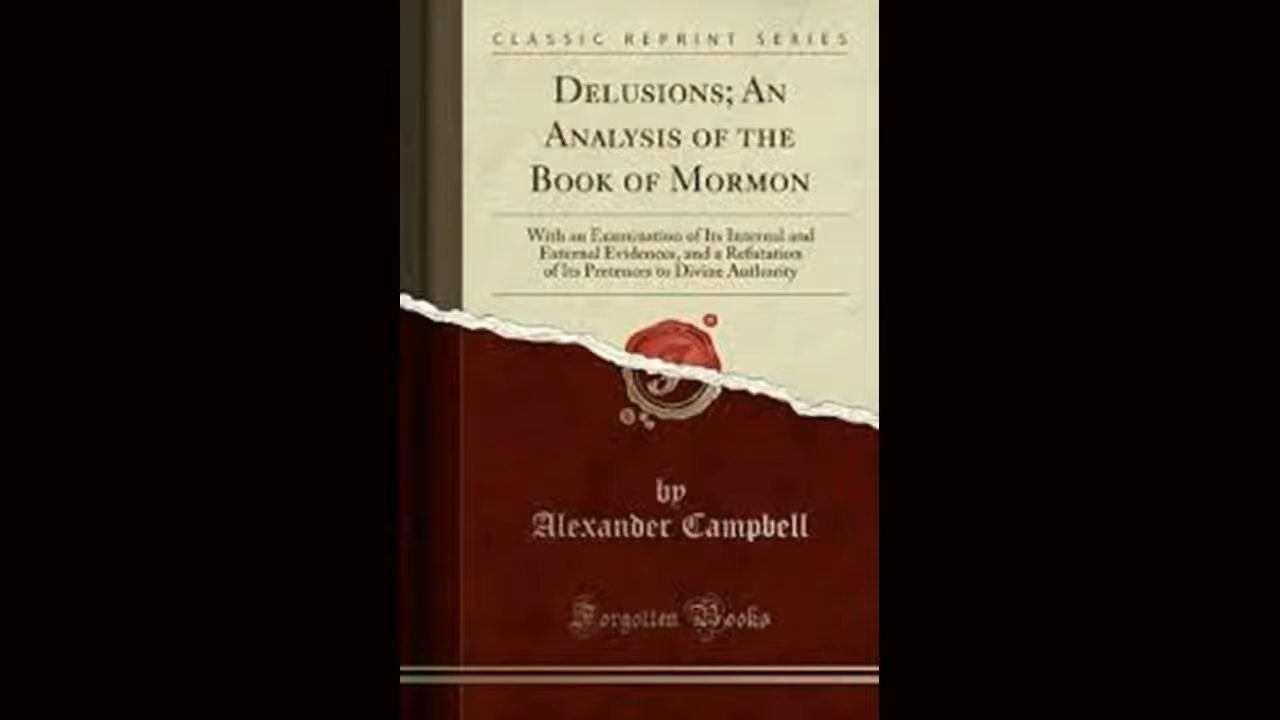 CLASSIC REPRINT SERIES
DELUSIONS; AN
ANALYSIS OF THE
BOOK OF MORMON
With an Examination of Its Internal and
External Evidences, and a Refutation
of Its Pretences to Divine Authority
by
Alexander Campbell
Forgotten Books